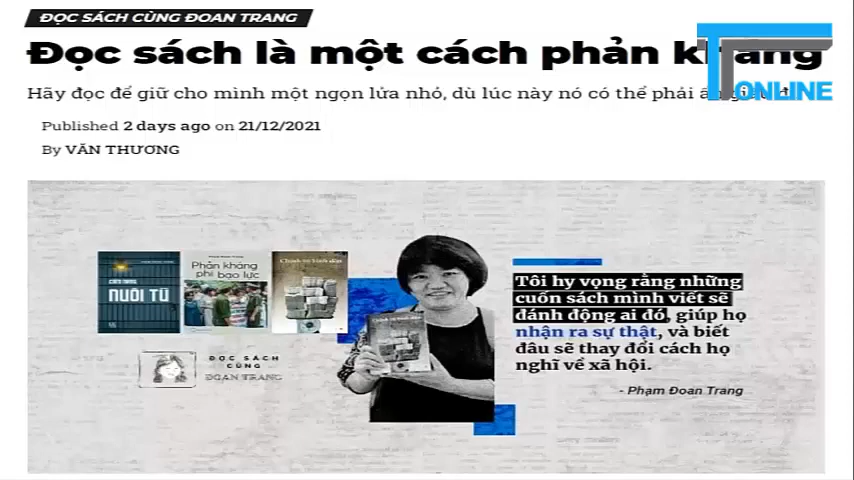 ĐỌC SÁCH CÙNG ĐOAN TRANG
Đọc sách là một cách phản kháng
Hãy đọc để giữ cho mình một ngọn lửa nhỏ, dù lúc này nó có thể phải
TT ONLINE
Published 2 days ago on 21/12/2021
By VĂN THƯƠNG
CẨM NANG
NUÔI TÙ
Phản kháng
phi bạo lực
Chính trị bình dân
Tôi hy vọng rằng những
cuốn sách mình viết sẽ
đánh động ai đó, giúp họ
nhận ra sự thật, và biết
đâu sẽ thay đổi cách họ
nghĩ về xã hội.
- Phạm Đoan Trang
ĐỌC SÁCH
CÙNG
ĐOAN TRANG